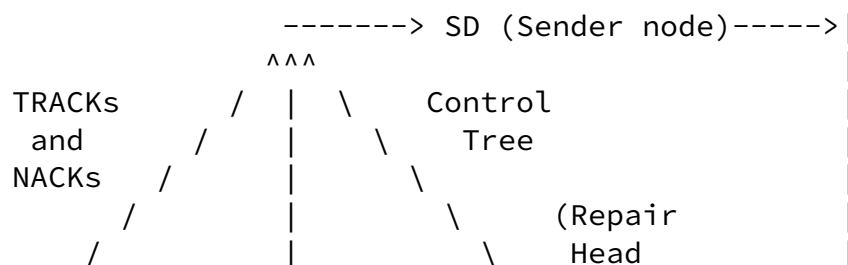 -------> SD (Sender node)----->|
^^^ |
TRACKs / | \ Control |
and / | \ Tree |
NACKs / | \ |
/ | \ (Repair |
/ | \ Head |